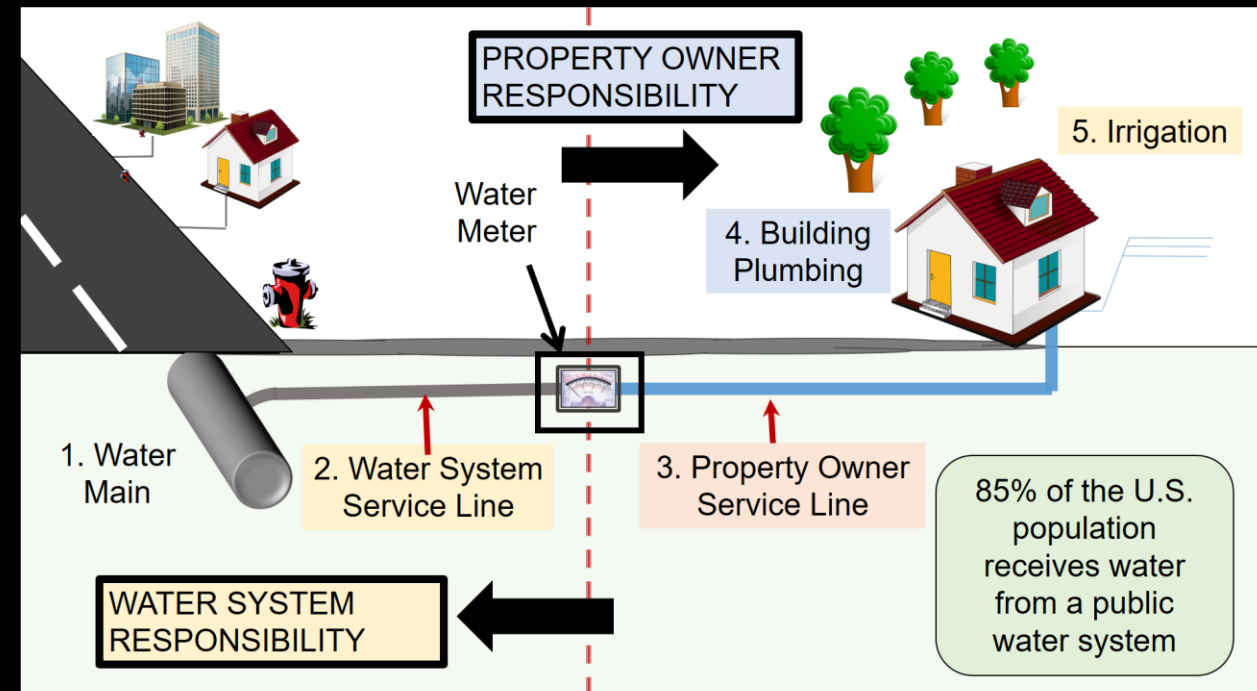 PROPERTY OWNER
RESPONSIBILITY
5. Irrigation
Water
Meter
4. Building
Plumbing
1. Water
Main
2. Water System
Service Line
3. Property Owner
Service Line
85% of the U.S.
population
receives water
from a public
water system
WATER SYSTEM
RESPONSIBILITY